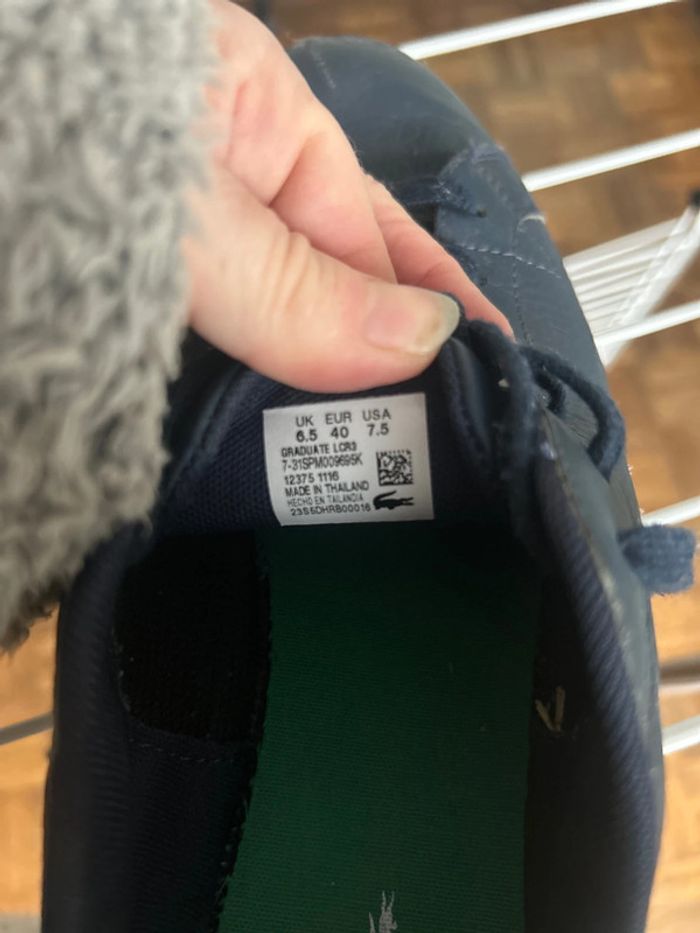 UK EUR USA
6.5 40 7.5
GRADUATE LCR3
7-31SPM009695K
12375 1116
MADE IN THAILAND
HECHO EN TAILANDIA
23S5DHRB00016